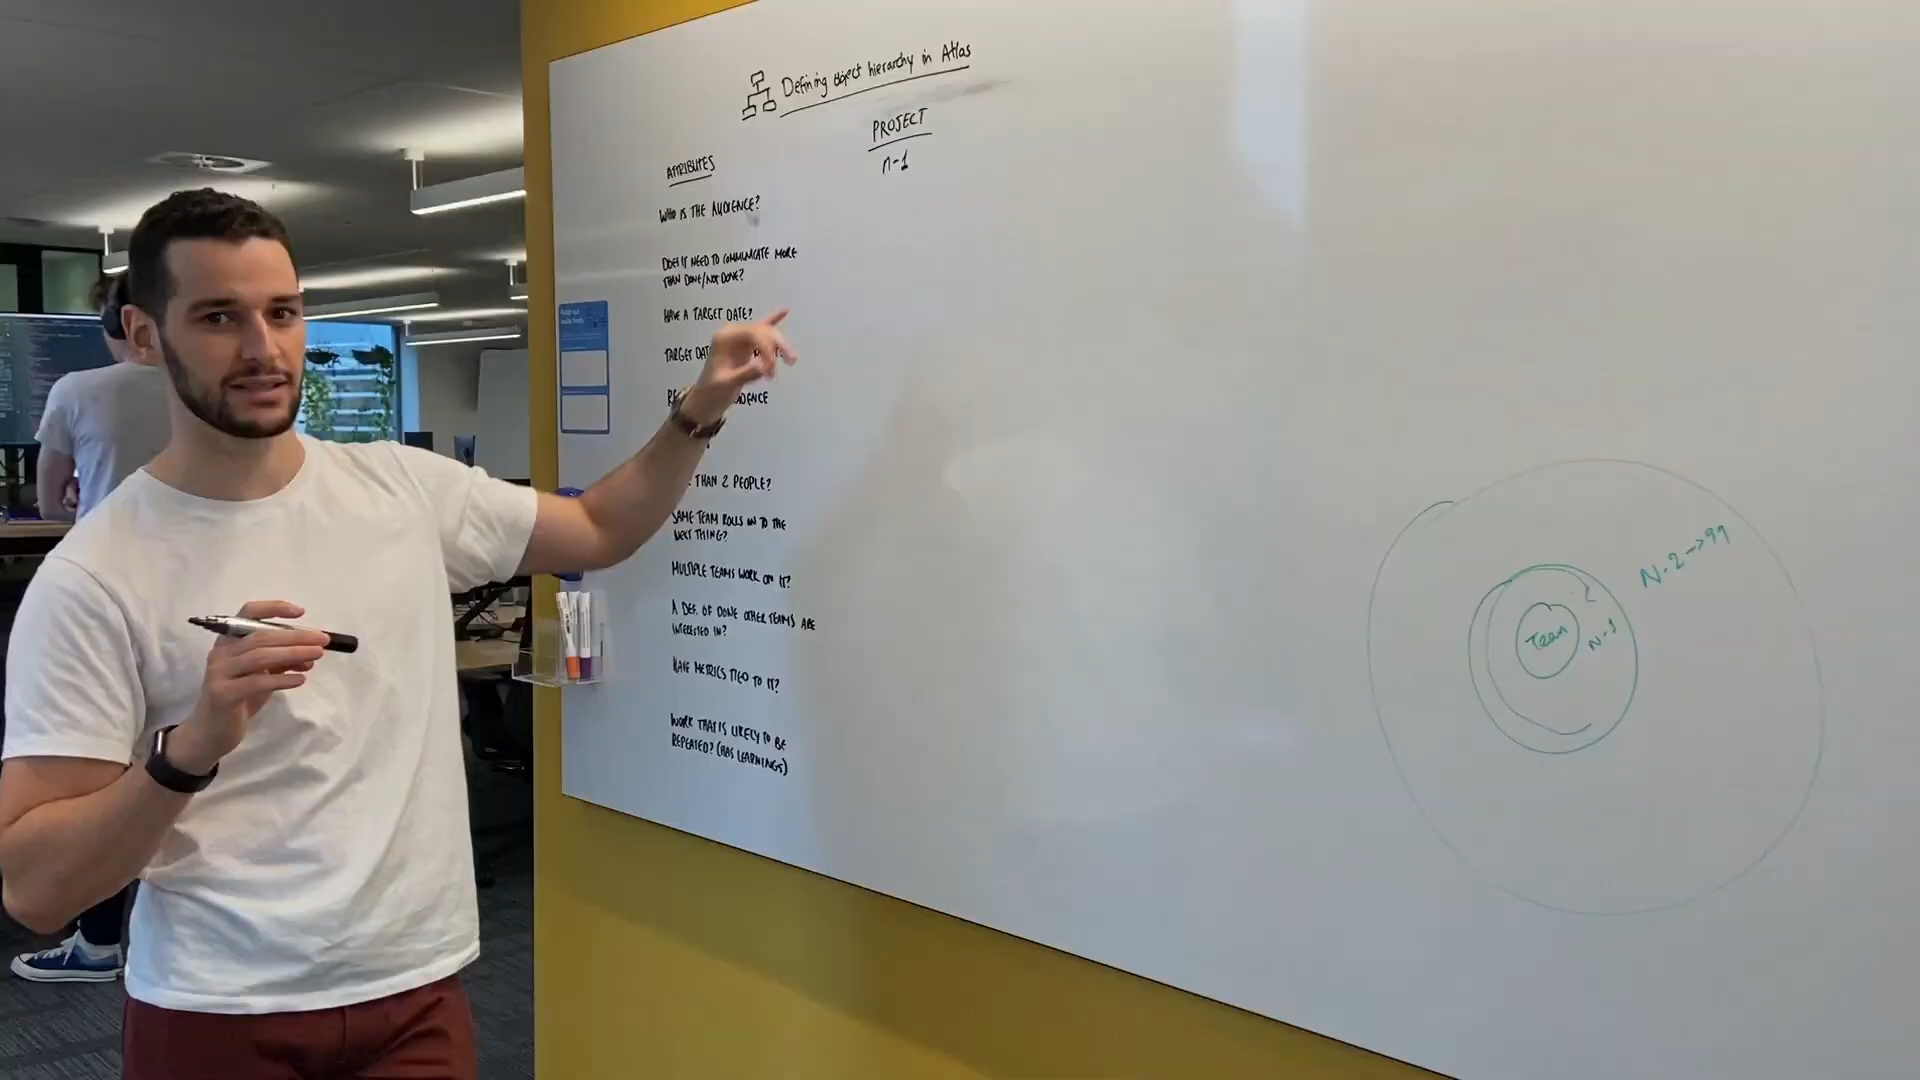 Defining object hierarchy in Atlas
PROJECT
n-1
ATTRIBUTES
WHO IS THE AUDIENCE?
DOES IT NEED TO COMMUNICATE MORE
THAN DONE/NOT DONE?
HAVE A TARGET DATE?
TARGET
THAN 2 PEOPLE?
SAME TEAM ROLLS ON TO THE
NEXT THING?
MULTIPLE TEAMS WORK ON IT?
A DEF. OF DONE OTHER TEAMS ARE
INTERESTED IN?
HAVE METRICS TIED TO IT?
WORK THAT IS LIKELY TO BE
REPEATED? (HAS LEARNINGS)
Team
N-1
N-2->99